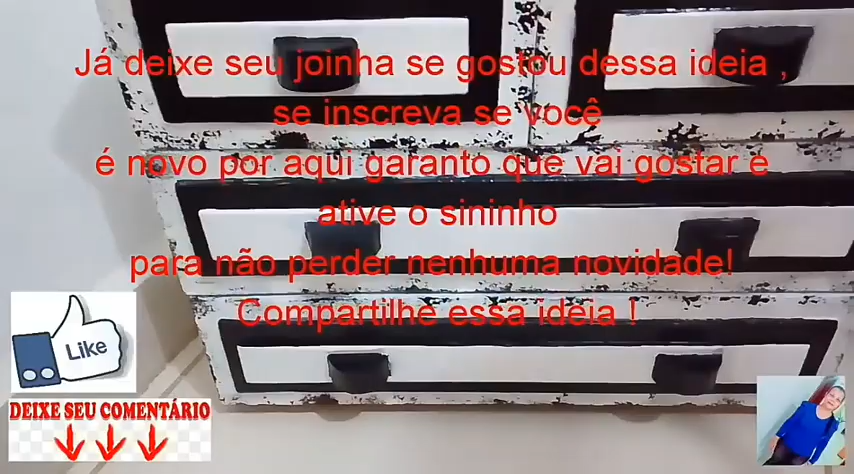 Já deixe seu joinha se gostou dessa ideia ,
se inscreva se você
é novo por aqui garanto que vai gostar e
ative o sininho
para não perder nenhuma novidade!
Compartilhe essa ideia !
Like
DEIXE SEU COMENTÁRIO